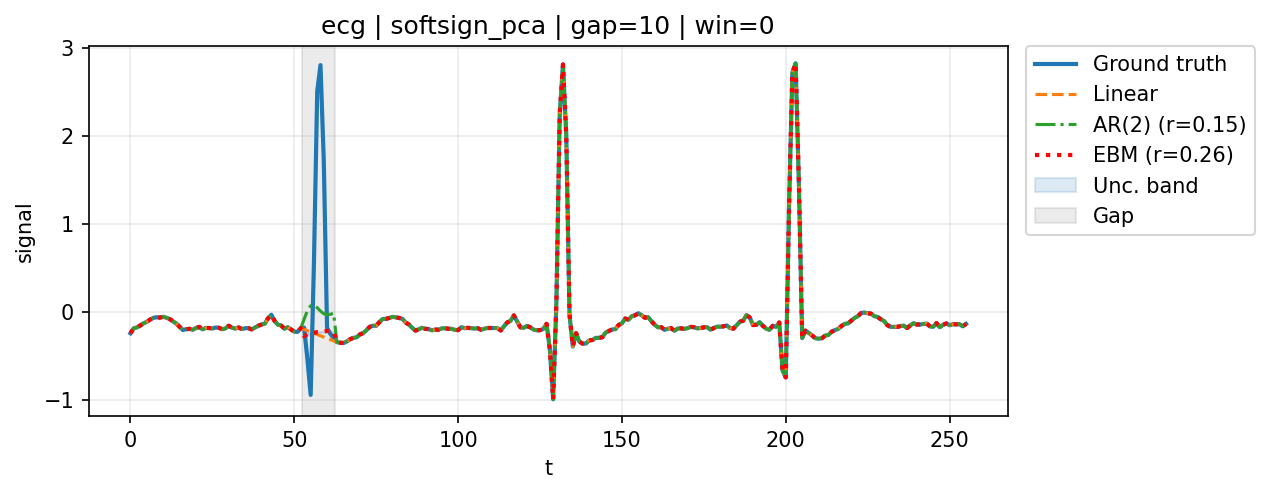 ecg | softsign_pca | gap=10 | win=0
3
2
1
0
−1
signal
0
50
100
150
200
250
t
Ground truth
Linear
AR(2) (r=0.15)
EBM (r=0.26)
Unc. band
Gap